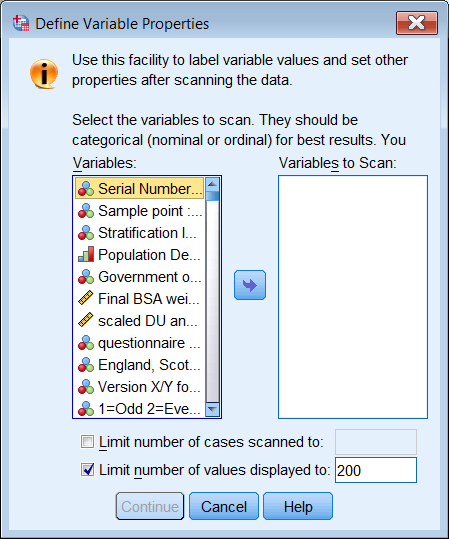 Define Variable Properties
Use this facility to label variable values and set other
properties after scanning the data.
Select the variables to scan. They should be
categorical (nominal or ordinal) for best results. You
Variables:
Serial Number...
Sample point :...
Stratification I...
Population De...
Government o...
Final BSA wei...
scaled DU an...
questionnaire ...
England, Scot...
Version X/Y fo...
1=Odd 2=Eve...
Variables to Scan:
Limit number of cases scanned to:
Limit number of values displayed to: 200
Continue Cancel Help